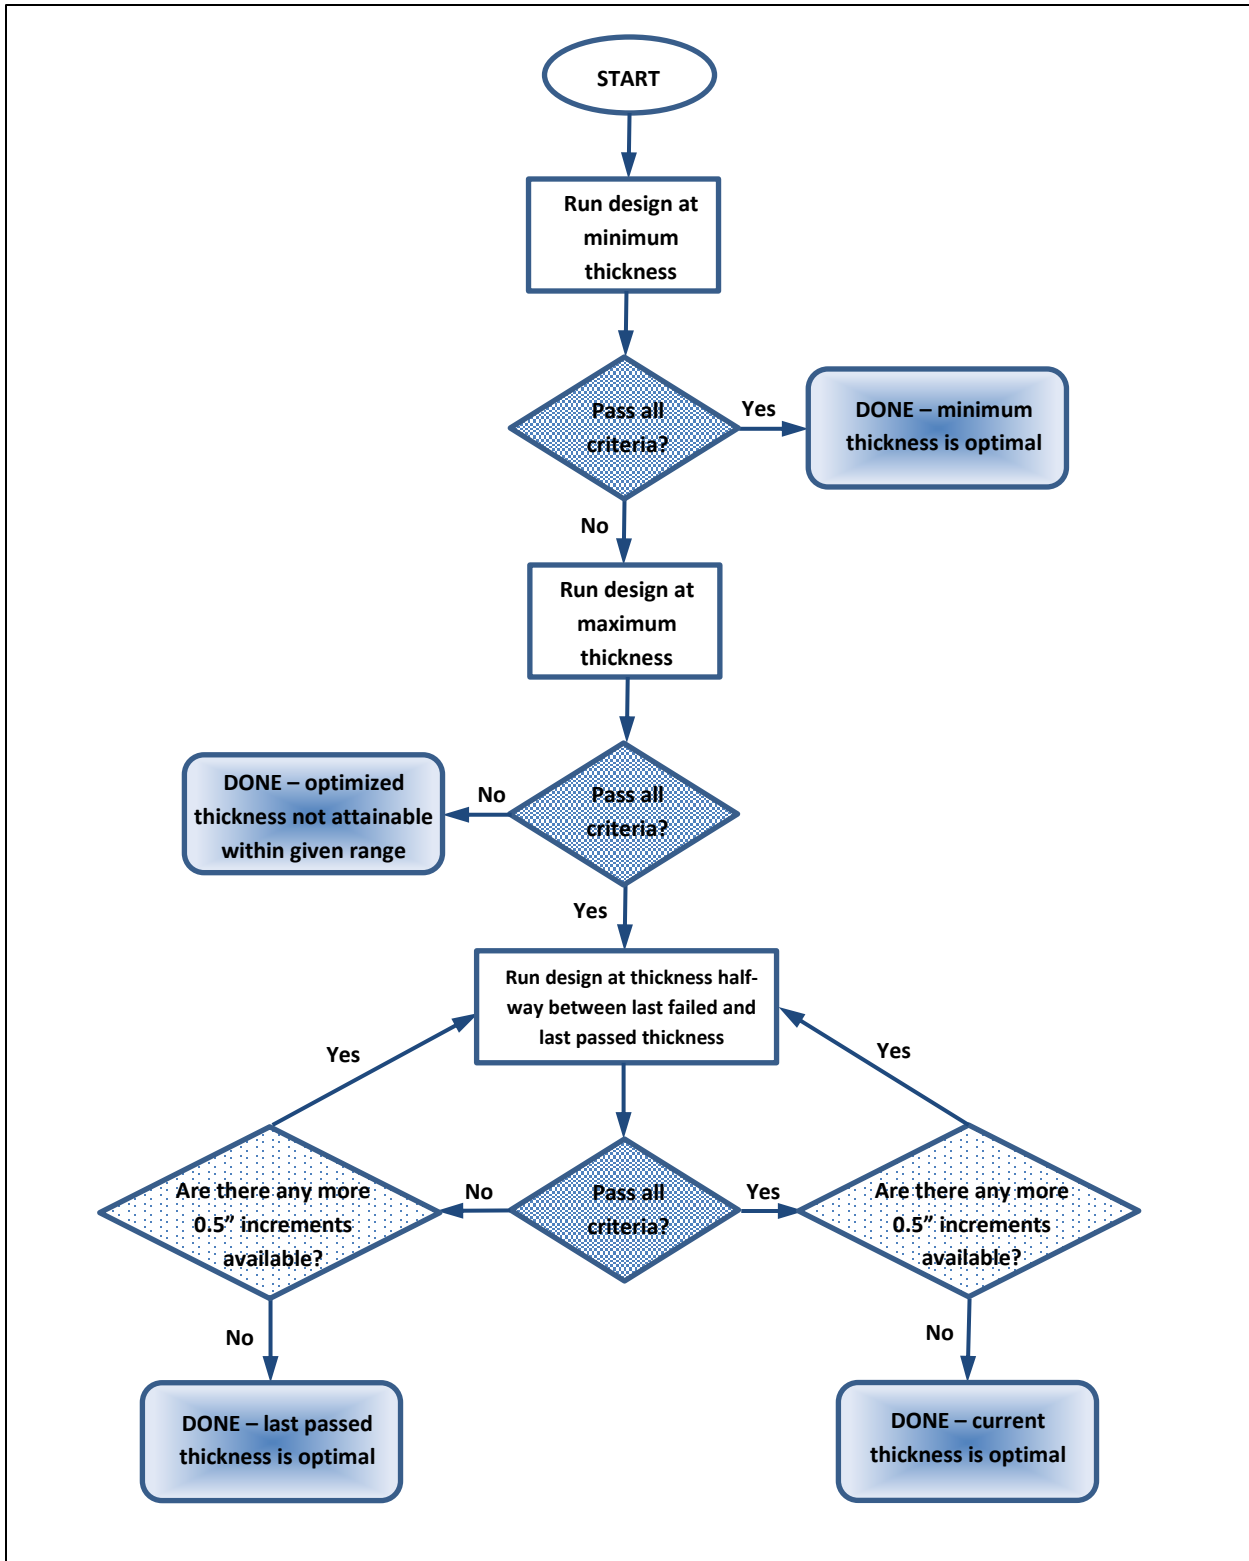 START
Run design at
minimum
thickness
Pass all
criteria?
Yes
DONE – minimum
thickness is optimal
No
Run design at
maximum
thickness
Pass all
criteria?
No
DONE – optimized
thickness not attainable
within given range
Yes
Run design at thickness half-
way between last failed and
last passed thickness
Yes
Yes
Are there any more
0.5” increments
available?
No
Pass all
criteria?
Yes
Are there any more
0.5” increments
available?
No
No
DONE – last passed
thickness is optimal
DONE – current
thickness is optimal